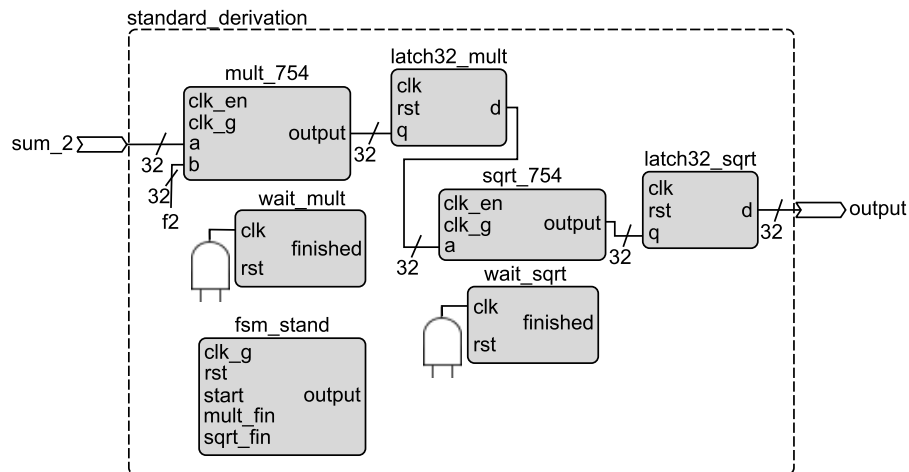 standard_derivation
latch32_mult
clk
rst
q
d
mult_754
clk_en
clk_g
a
b
output
sum_2
32
32
f2
32
latch32_sqrt
clk
rst
q
d
32
output
sqrt_754
clk_en
clk_g
a
output
32
32
wait_mult
clk
rst
finished
wait_sqrt
clk
rst
finished
fsm_stand
clk_g
rst
start
mult_fin
sqrt_fin
output